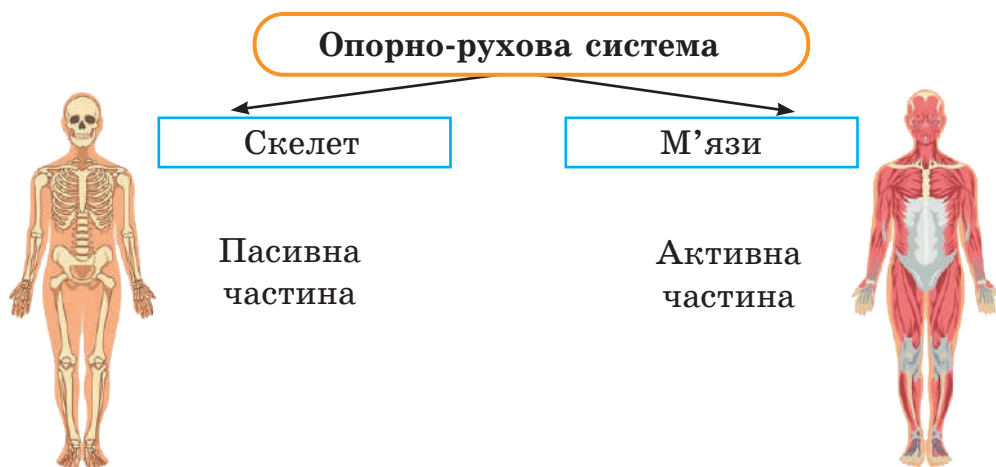 Опорно-рухова система
Скелет
М’язи
Пасивна
частина
Активна
частина